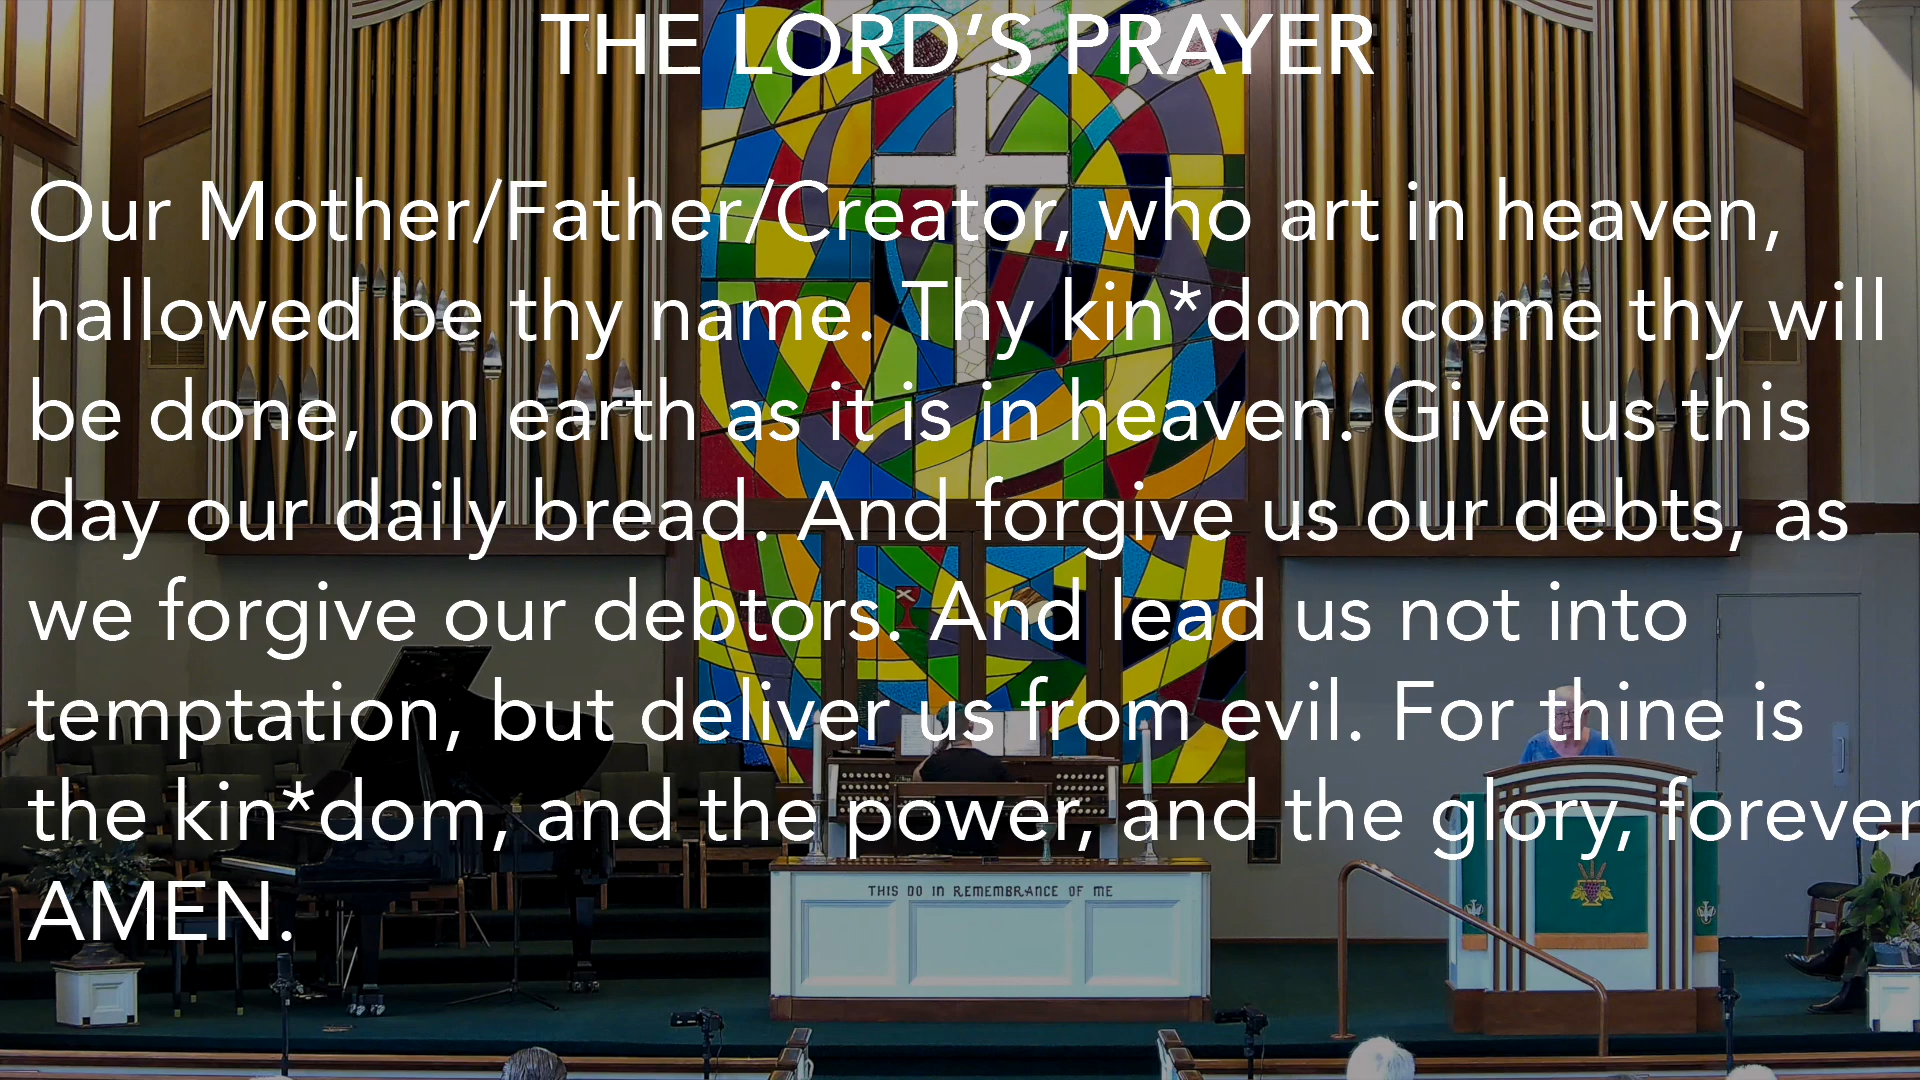 THE LORD’S PRAYER
Our Mother/Father/Creator, who art in heaven,
hallowed be thy name. Thy kin*dom come thy will
be done, on earth as it is in heaven. Give us this
day our daily bread. And forgive us our debts, as
we forgive our debtors. And lead us not into
temptation, but deliver us from evil. For thine is
the kin*dom, and the power, and the glory, forever
AMEN.
THIS DO IN REMEMBRANCE OF ME